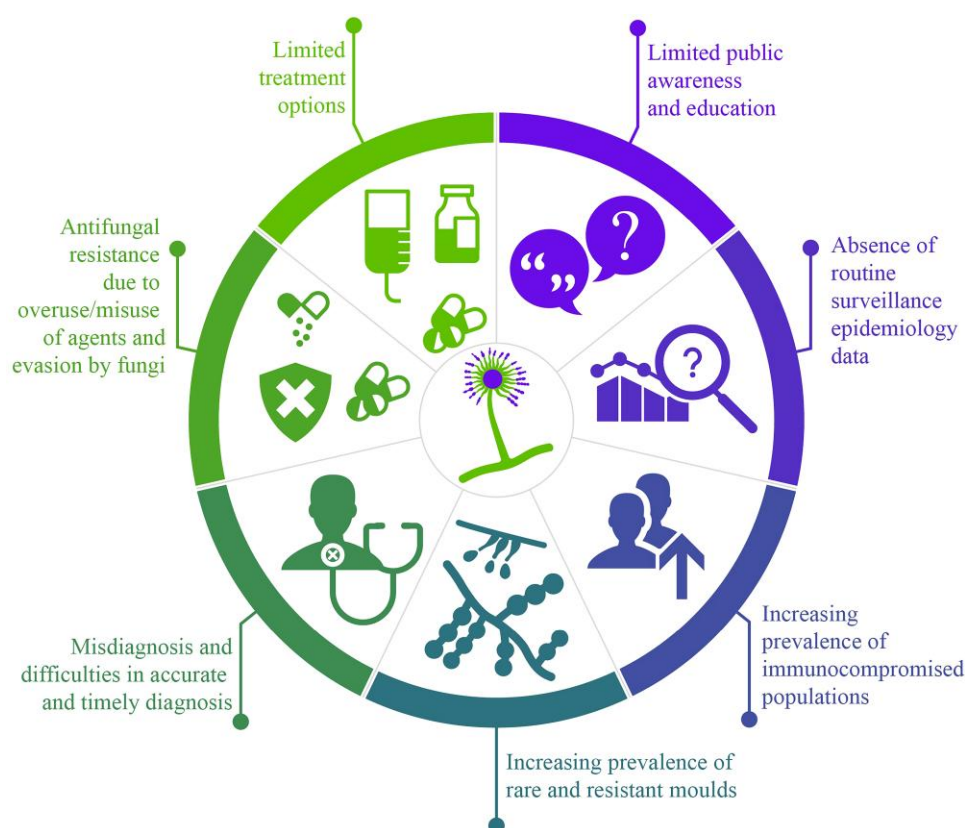 Limited
treatment
options
Limited public
awareness
and education
Antifungal
resistance
due to
overuse/misuse
of agents and
evasion by fungi
Absence of
routine
surveillance
epidemiology
data
?
“ ”
?
Misdiagnosis and
difficulties in accurate
and timely diagnosis
Increasing
prevalence of
immunocompromised
populations
Increasing prevalence of
rare and resistant moulds